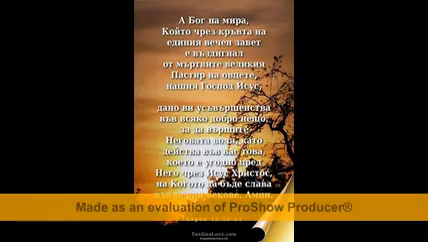 А Бог на мира,
Който чрез кръвта на
единия вечен завет
е въздигнал
от мъртвите великия
Пастир на овцете,
нашия Господ Исус,
дано ви усъвършенства
във всяко добро нещо,
за да вършите
Неговата воля, като
действа във вас това,
което е угодно пред
Него чрез Исус Христос,
на Когото да бъде слава
Амин.
Made as an evaluation of ProShow Producer®